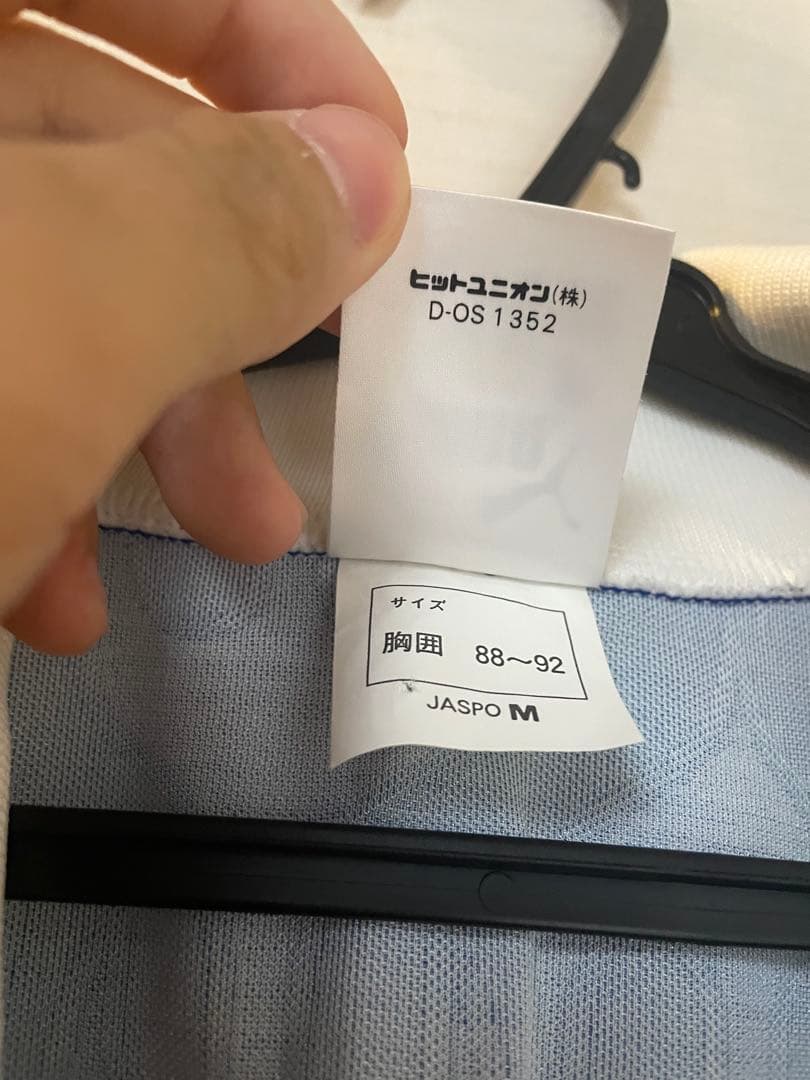 ヒットユニオン(株)
D-OS 1352
サイズ
胸囲 88～92
JASPO M